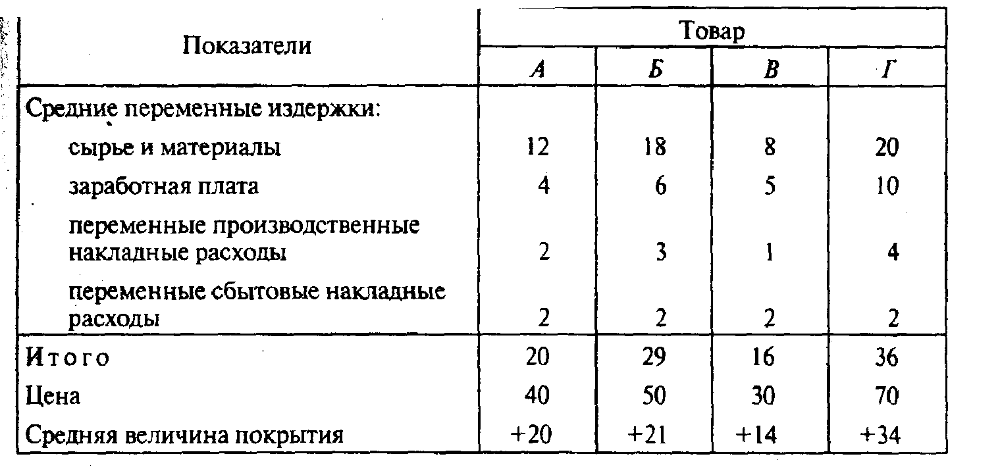 Показатели Товар
А Б В Г
Средние переменные издержки:
сырье и материалы 12 18 8 20
заработная плата 4 6 5 10
переменные производственные
накладные расходы 2 3 1 4
переменные сбытовые накладные
расходы 2 2 2 2
Итого 20 29 16 36
Цена 40 50 30 70
Средняя величина покрытия +20 +21 +14 +34